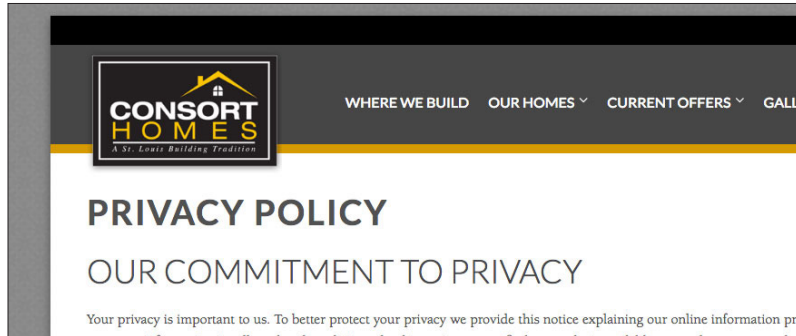 CONSORT
HOMES
A St. Louis Building Tradition
WHERE WE BUILD OUR HOMES CURRENT OFFERS
PRIVACY POLICY
OUR COMMITMENT TO PRIVACY
Your privacy is important to us. To better protect your privacy we provide this notice explaining our online information